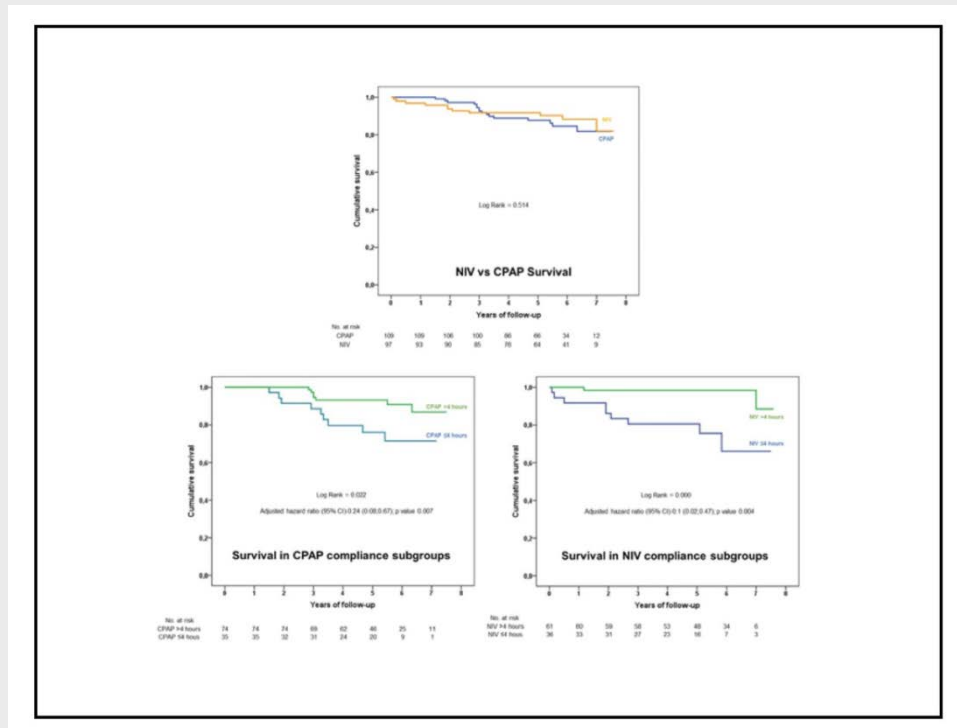 1,0
0,8
0,6
0,4
0,2
0,0
Cumulative survival
NIV
CPAP
Log Rank = 0.514
NIV vs CPAP Survival
0 1 2 3 4 5 6 7 8
Years of follow-up
No. at risk
CPAP 109 109 106 100 86 66 34 12
NIV 97 93 90 85 76 64 41 9
1,0
0,8
0,6
0,4
0,2
0,0
Cumulative survival
CPAP >4 hours
CPAP ≤4 hours
Log Rank = 0.022
Adjusted hazard ratio (95% CI) 0.24 (0.08;0.67); p value 0.007
Survival in CPAP compliance subgroups
0 1 2 3 4 5 6 7 8
Years of follow-up
No. at risk
CPAP >4 hours 74 74 74 69 62 46 25 11
CPAP ≤4 hous 35 35 32 31 24 20 9 1
1,0
0,8
0,6
0,4
0,2
0,0
Cumulative survival
NIV >4 hours
NIV ≤4 hours
Log Rank = 0.000
Adjusted hazard ratio (95% CI) 0.1 (0.02;0.47); p value 0.004
Survival in NIV compliance subgroups
0 1 2 3 4 5 6 7 8
Years of follow-up
No. at risk
NIV >4 hours 61 60 59 58 53 48 34 6
NIV ≤4 hous 36 33 31 27 23 16 7 3